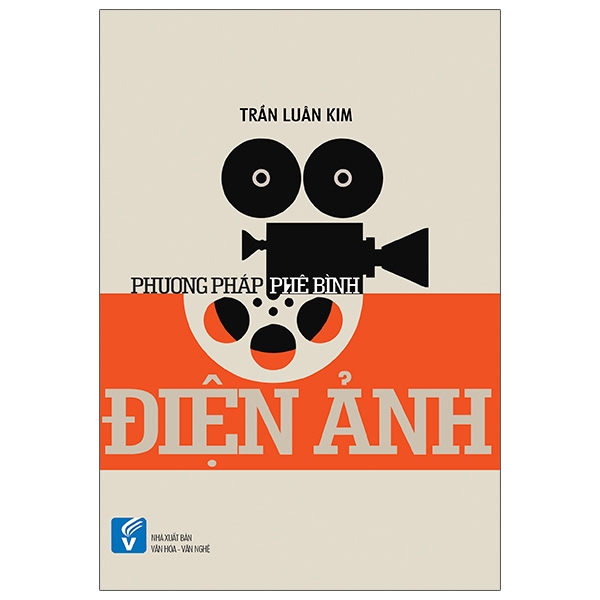 TRẦN LUÂN KIM
PHƯƠNG PHÁP PHÊ BÌNH
ĐIỆN ẢNH
V
NHÀ XUẤT BẢN
VĂN HÓA - VĂN NGHỆ